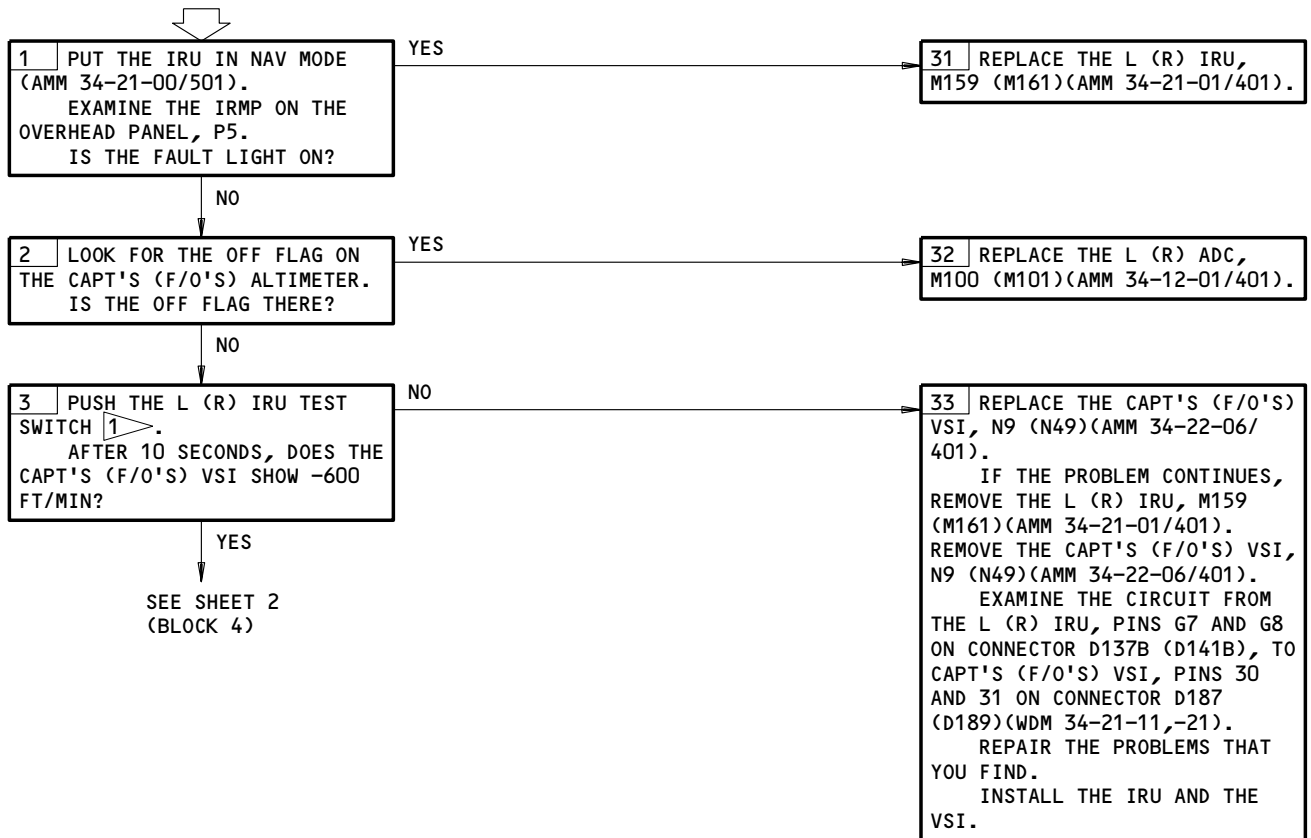 1 PUT THE IRU IN NAV MODE
(AMM 34-21-00/501).
EXAMINE THE IRMP ON THE
OVERHEAD PANEL, P5.
IS THE FAULT LIGHT ON?
YES
31 REPLACE THE L (R) IRU,
M159 (M161)(AMM 34-21-01/401).
NO
2 LOOK FOR THE OFF FLAG ON
THE CAPT'S (F/O'S) ALTIMETER.
IS THE OFF FLAG THERE?
YES
32 REPLACE THE L (R) ADC,
M100 (M101)(AMM 34-12-01/401).
NO
3 PUSH THE L (R) IRU TEST
SWITCH 1.
AFTER 10 SECONDS, DOES THE
CAPT'S (F/O'S) VSI SHOW -600
FT/MIN?
NO
33 REPLACE THE CAPT'S (F/O'S)
VSI, N9 (N49)(AMM 34-22-06/
401).
IF THE PROBLEM CONTINUES,
REMOVE THE L (R) IRU, M159
(M161)(AMM 34-21-01/401).
REMOVE THE CAPT'S (F/O'S) VSI,
N9 (N49)(AMM 34-22-06/401).
EXAMINE THE CIRCUIT FROM
THE L (R) IRU, PINS G7 AND G8
ON CONNECTOR D137B (D141B), TO
CAPT'S (F/O'S) VSI, PINS 30
AND 31 ON CONNECTOR D187
(D189)(WDM 34-21-11,-21).
REPAIR THE PROBLEMS THAT
YOU FIND.
INSTALL THE IRU AND THE
VSI.
YES
SEE SHEET 2
(BLOCK 4)